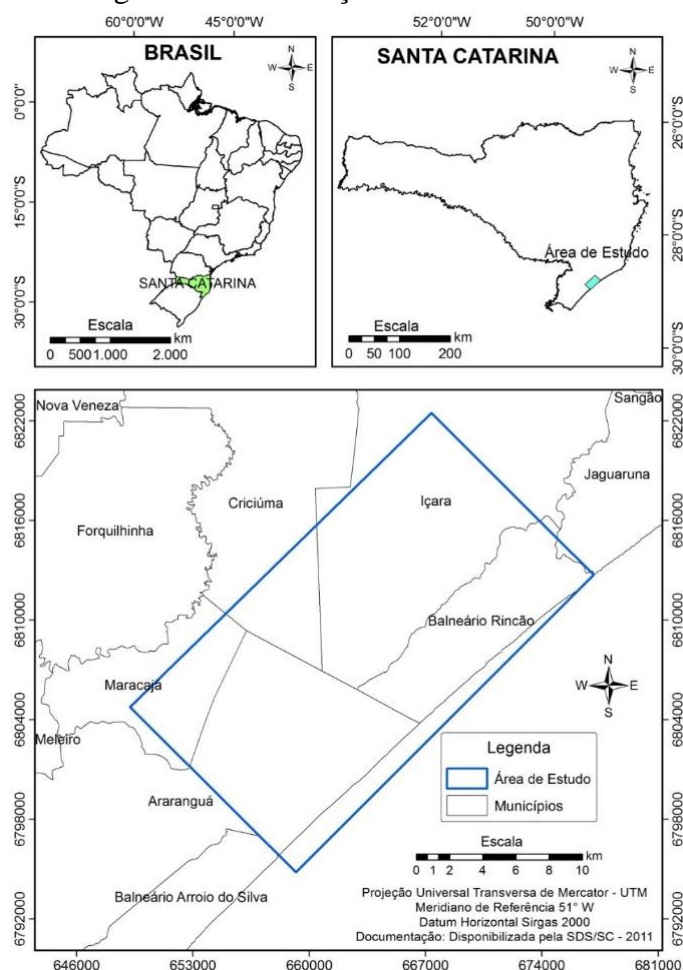 60°0'0"W 45°0'0"W
BRASIL
N
W E
S
0°0'0"
15°0'0"S
30°0'0"S
SANTA CATARINA
Escala
km
0 500 1.000 2.000
52°0'0"W 50°0'0"W
SANTA CATARINA
N
W E
S
26°0'0"S
28°0'0"S
30°0'0"S
Área de Estudo
Escala
km
0 50 100 200
Nova Veneza
Sangão
Jaguaruna
Criciúma
Içara
Forquilhinha
Balneário Rincão
Maracajá
Meleiro
Araranguá
Balneário Arroio do Silva
N
W E
S
Legenda
Área de Estudo
Municípios
Escala
km
0 1 2 4 6 8 10
Projeção Universal Transversa de Mercator - UTM
Meridiano de Referência 51° W
Datum Horizontal Sirgas 2000
Documentação: Disponibilizada pela SDS/SC - 2011
6822000 6822000
6816000 6816000
6810000 6810000
6804000 6804000
6798000 6798000
6792000 6792000
646000 653000 660000 667000 674000 681000